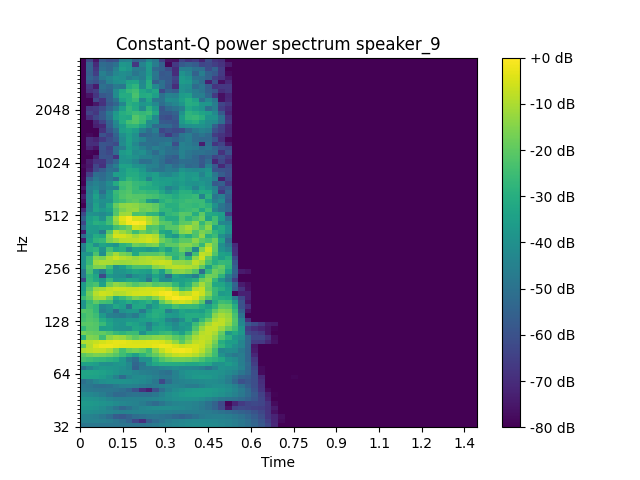 Constant-Q power spectrum speaker_9
Hz
2048
1024
512
256
128
64
32
0 0.15 0.3 0.45 0.6 0.75 0.9 1.1 1.2 1.4
Time
+0 dB
-10 dB
-20 dB
-30 dB
-40 dB
-50 dB
-60 dB
-70 dB
-80 dB